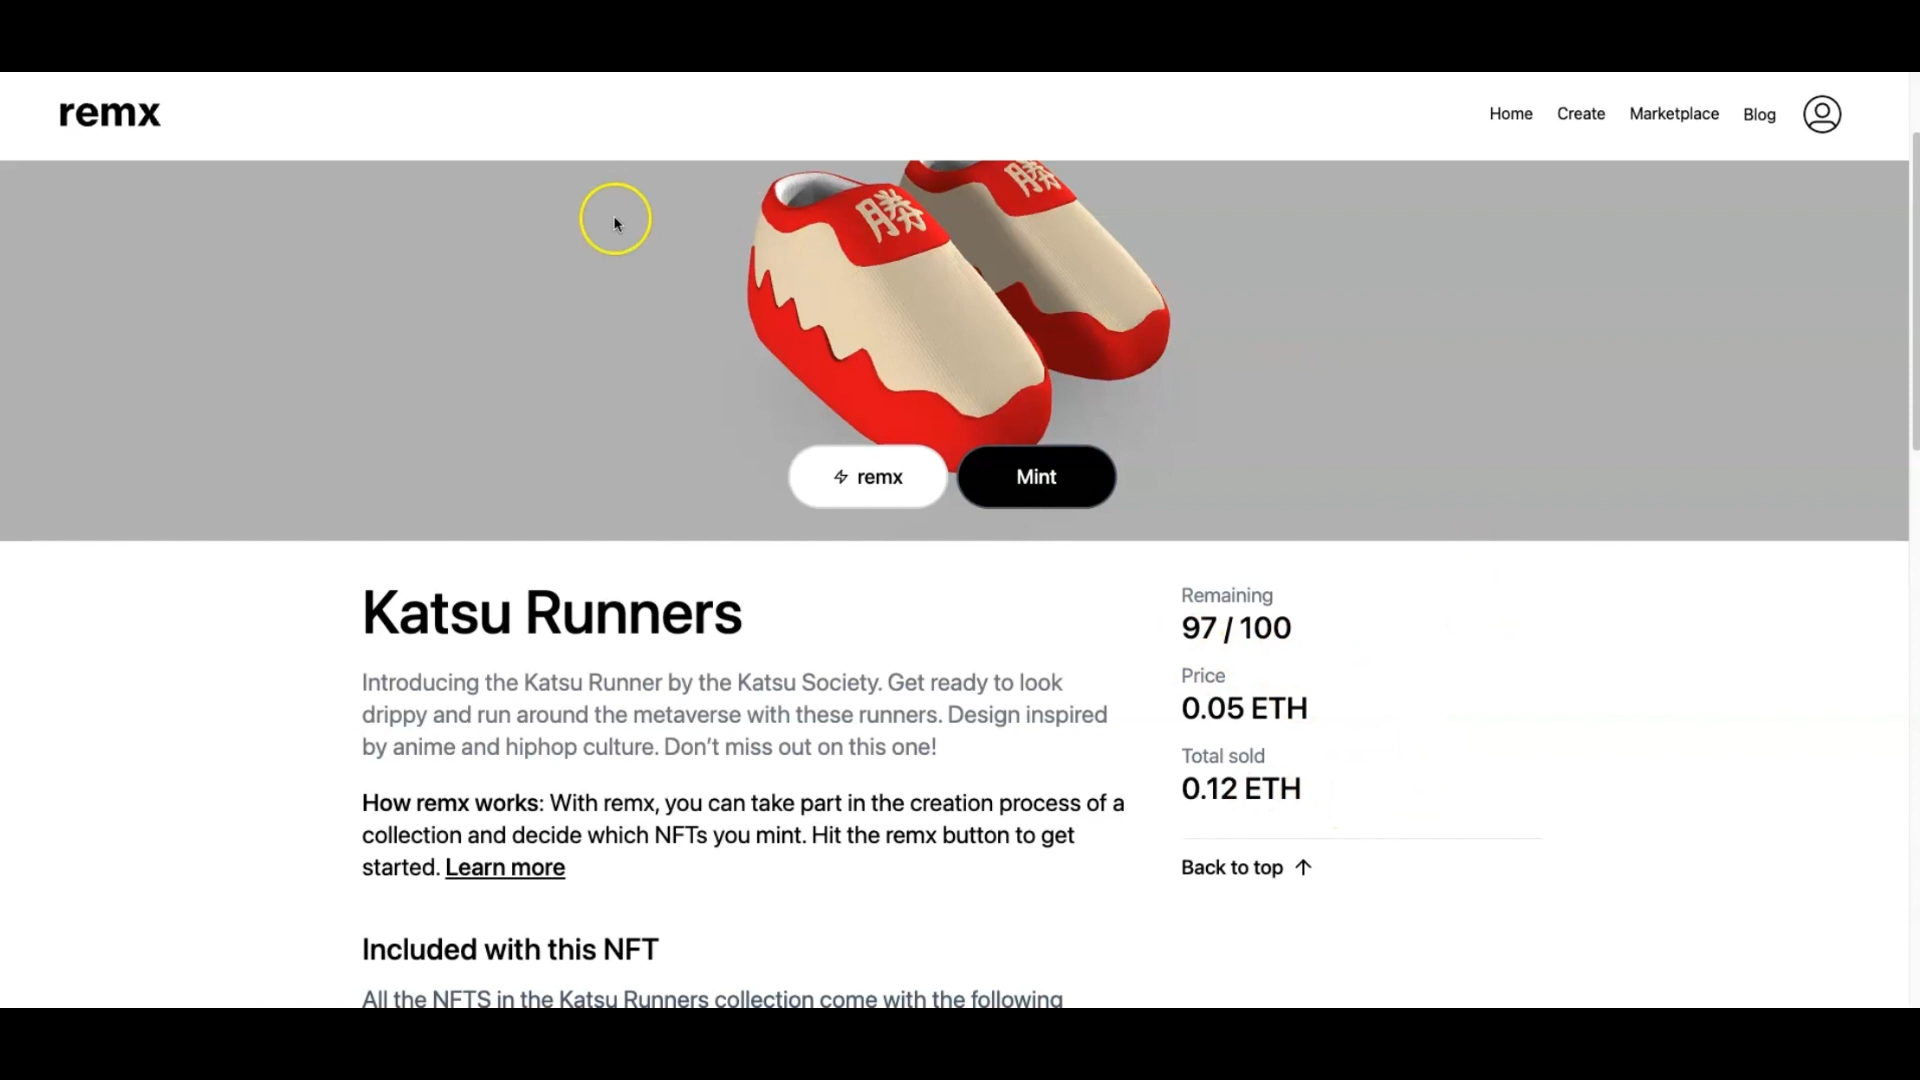 remx
Home Create Marketplace Blog
勝
勝
remx
Mint
Katsu Runners
Introducing the Katsu Runner by the Katsu Society. Get ready to look
drippy and run around the metaverse with these runners. Design inspired
by anime and hiphop culture. Don’t miss out on this one!
How remx works: With remx, you can take part in the creation process of a
collection and decide which NFTs you mint. Hit the remx button to get
started. Learn more
Included with this NFT
All the NFTS in the Katsu Runners collection come with the following
Remaining
97 / 100
Price
0.05 ETH
Total sold
0.12 ETH
Back to top ↑